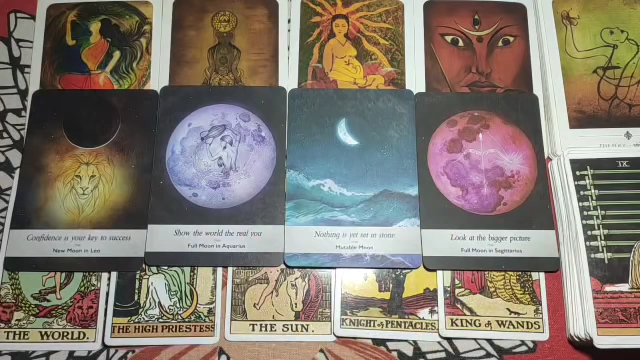 Confidence is your key to success
New Moon in Leo
Show the world the real you
Full Moon in Aquarius
Nothing is yet set in stone
Mutable Moon
Look at the bigger picture
Full Moon in Sagittarius
THE WORLD.
THE HIGH PRIESTESS
THE SUN.
KNIGHT of PENTACLES.
KING of WANDS.
IX